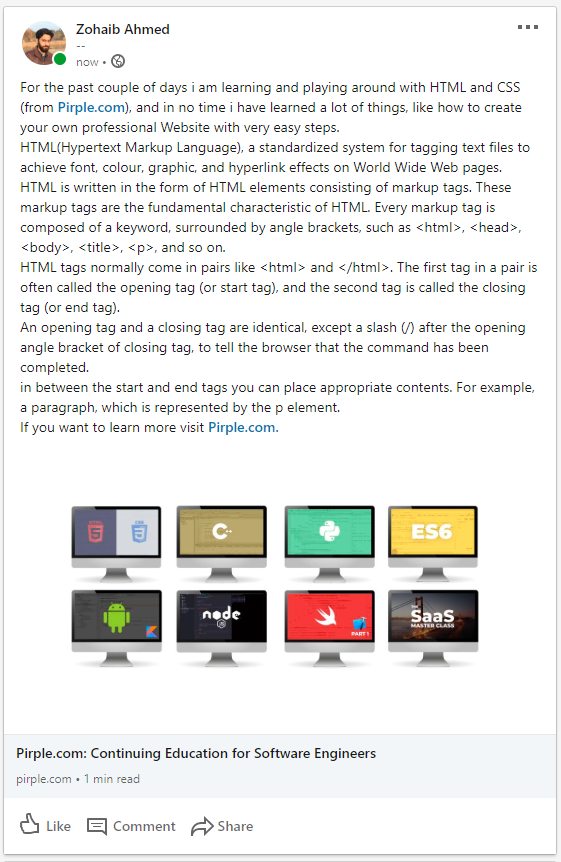 Zohaib Ahmed
--
now •
For the past couple of days i am learning and playing around with HTML and CSS
(from Pirple.com), and in no time i have learned a lot of things, like how to create
your own professional Website with very easy steps.
HTML(Hypertext Markup Language), a standardized system for tagging text files to
achieve font, colour, graphic, and hyperlink effects on World Wide Web pages.
HTML is written in the form of HTML elements consisting of markup tags. These
markup tags are the fundamental characteristic of HTML. Every markup tag is
composed of a keyword, surrounded by angle brackets, such as <html>, <head>,
<body>, <title>, <p>, and so on.
HTML tags normally come in pairs like <html> and </html>. The first tag in a pair is
often called the opening tag (or start tag), and the second tag is called the closing
tag (or end tag).
An opening tag and a closing tag are identical, except a slash (/) after the opening
angle bracket of closing tag, to tell the browser that the command has been
completed.
in between the start and end tags you can place appropriate contents. For example,
a paragraph, which is represented by the p element.
If you want to learn more visit Pirple.com.
HTML 5 CSS 3 C++ ES6
node JS PART 1 SaaS
MASTER CLASS
Pirple.com: Continuing Education for Software Engineers
pirple.com • 1 min read
Like Comment Share